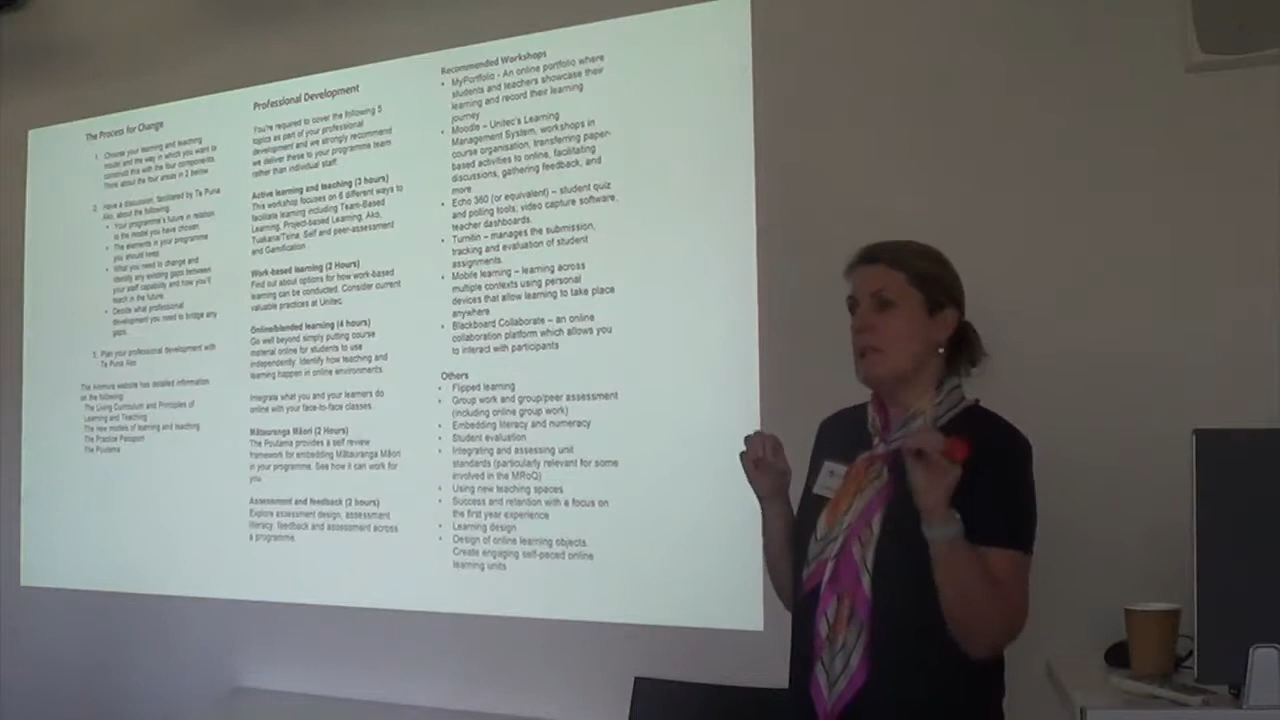 The Process for Change
1. Choose your learning and teaching
model and the way in which you want to
construct this with the four components.
Think about the four areas in 2 below.
2. Have a discussion, facilitated by Te Puna
Ako, about the following:
• Your programme's future in relation
to the model you have chosen.
• The elements in your programme
you should keep.
• What you need to change and
identify any existing gaps between
your staff capability and how you'll
teach in the future.
• Decide what professional
development you need to bridge any
gaps.
3. Plan your professional development with
Te Puna Ako
website has detailed information
on the following:
The Living Curriculum and Principles of
Learning and Teaching
The new models of learning and teaching
The Practice Passport
The Poutama
Professional Development
You're required to cover the following 5
topics as part of your professional
development and we strongly recommend
we deliver these to your programme team
rather than individual staff.
Active learning and teaching (3 hours)
This workshop focuses on 6 different ways to
facilitate learning including Team-Based
Learning, Project-based Learning, Ako,
Tuakana/Teina, Self and peer-assessment
and Gamification.
Work-based learning (2 Hours)
Find out about options for how work-based
learning can be conducted. Consider current
valuable practices at Unitec.
Online/blended learning (4 hours)
Go well beyond simply putting course
material online for students to use
independently. Identify how teaching and
learning happen in online environments.
Integrate what you and your learners do
online with your face-to-face classes.
Mātauranga Māori (2 Hours)
The Poutama provides a self review
framework for embedding Mātauranga Māori
in your programme. See how it can work for
you.
Assessment and feedback (2 hours)
Explore assessment design, assessment
literacy, feedback and assessment across
a programme.
Recommended Workshops
• MyPortfolio - An online portfolio where
students and teachers showcase their
learning and record their learning
journey
• Moodle – Unitec's Learning
Management System, workshops in
course organisation, transferring paper-
based activities to online, facilitating
discussions, gathering feedback, and
more.
• Echo 360 (or equivalent) – student quiz
and polling tools, video capture software,
teacher dashboards.
• Turnitin – manages the submission,
tracking and evaluation of student
assignments.
• Mobile learning – learning across
multiple contexts using personal
devices that allow learning to take place
anywhere
• Blackboard Collaborate – an online
collaboration platform which allows you
to interact with participants
Others
• Flipped learning
• Group work and group/peer assessment
(including online group work)
• Embedding literacy and numeracy
• Student evaluation
• Integrating and assessing unit
standards (particularly relevant for some
involved in the MRoQ)
• Using new teaching spaces
• Success and retention with a focus on
the first year experience
• Learning design
• Design of online learning objects.
Create engaging self-paced online
learning units